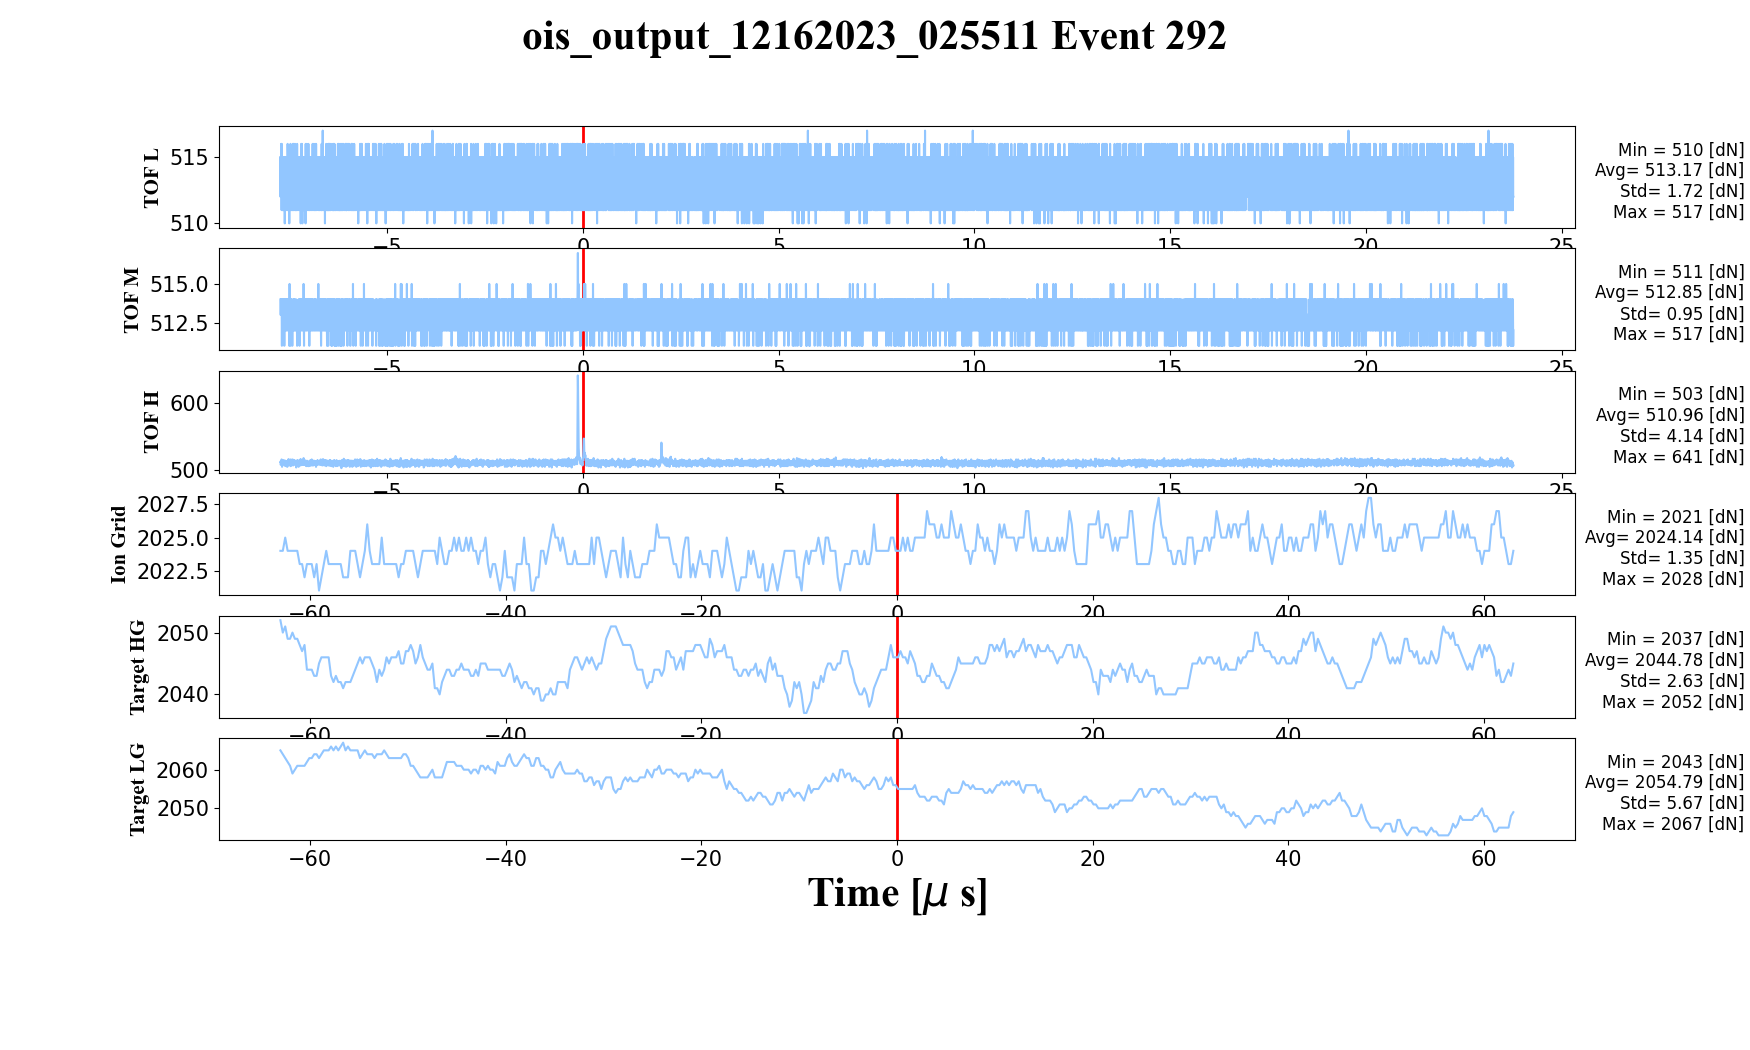 ois_output_12162023_025511 Event 292
TOF L
515
510
−5 0 5 10 15 20 25
Min = 510 [dN]
Avg= 513.17 [dN]
Std= 1.72 [dN]
Max = 517 [dN]
TOF M
515.0
512.5
−5 0 5 10 15 20 25
Min = 511 [dN]
Avg= 512.85 [dN]
Std= 0.95 [dN]
Max = 517 [dN]
TOF H
600
500
−5 0 5 10 15 20 25
Min = 503 [dN]
Avg= 510.96 [dN]
Std= 4.14 [dN]
Max = 641 [dN]
Ion Grid
2027.5
2025.0
2022.5
−60 −40 −20 0 20 40 60
Min = 2021 [dN]
Avg= 2024.14 [dN]
Std= 1.35 [dN]
Max = 2028 [dN]
Target HG
2050
2040
−60 −40 −20 0 20 40 60
Min = 2037 [dN]
Avg= 2044.78 [dN]
Std= 2.63 [dN]
Max = 2052 [dN]
Target LG
2060
2050
−60 −40 −20 0 20 40 60
Min = 2043 [dN]
Avg= 2054.79 [dN]
Std= 5.67 [dN]
Max = 2067 [dN]
Time [μ s]